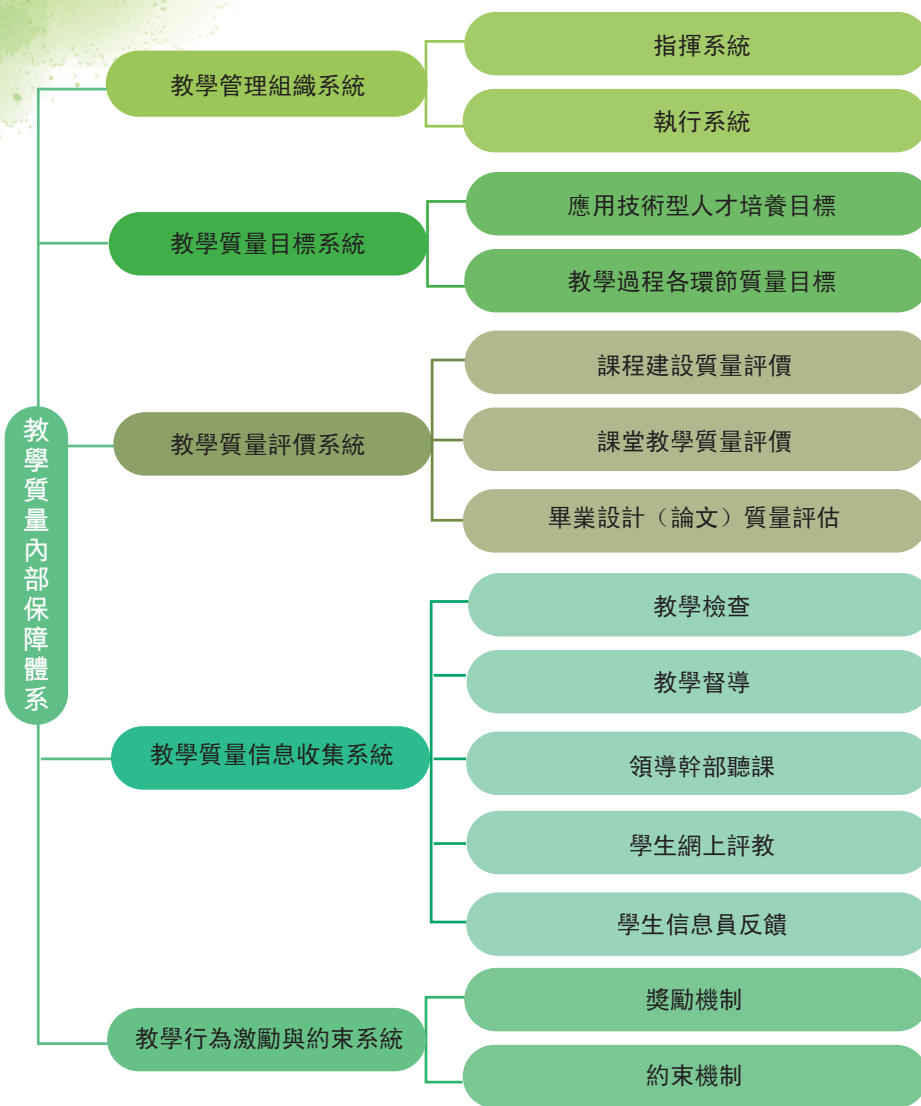 教學質量內部保障體系
教學管理組織系統
指揮系統
執行系統
教學質量目標系統
應用技術型人才培養目標
教學過程各環節質量目標
教學質量評價系統
課程建設質量評價
課堂教學質量評價
畢業設計（論文）質量評估
教學質量信息收集系統
教學檢查
教學督導
領導幹部聽課
學生網上評教
學生信息員反饋
教學行為激勵與約束系統
獎勵機制
約束機制